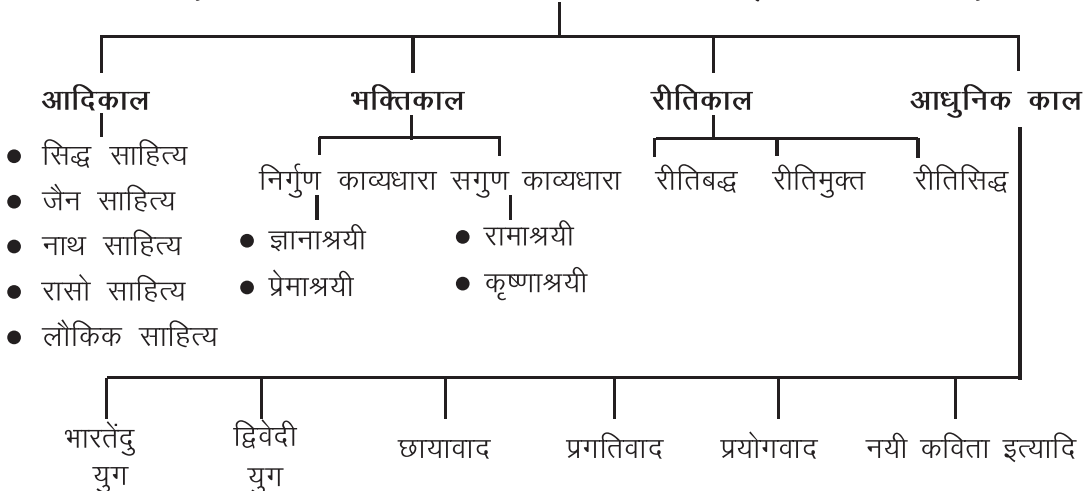 आदिकाल भक्तिकाल रीतिकाल आधुनिक काल
● सिद्ध साहित्य
● जैन साहित्य
● नाथ साहित्य
● रासो साहित्य
● लौकिक साहित्य
निर्गुण काव्यधारा सगुण काव्यधारा
● ज्ञानाश्रयी
● प्रेमाश्रयी
● रामाश्रयी
● कृष्णाश्रयी
रीतिबद्ध रीतिमुक्त रीतिसिद्ध
भारतेंदु
युग
द्विवेदी
युग
छायावाद
प्रगतिवाद
प्रयोगवाद
नयी कविता इत्यादि